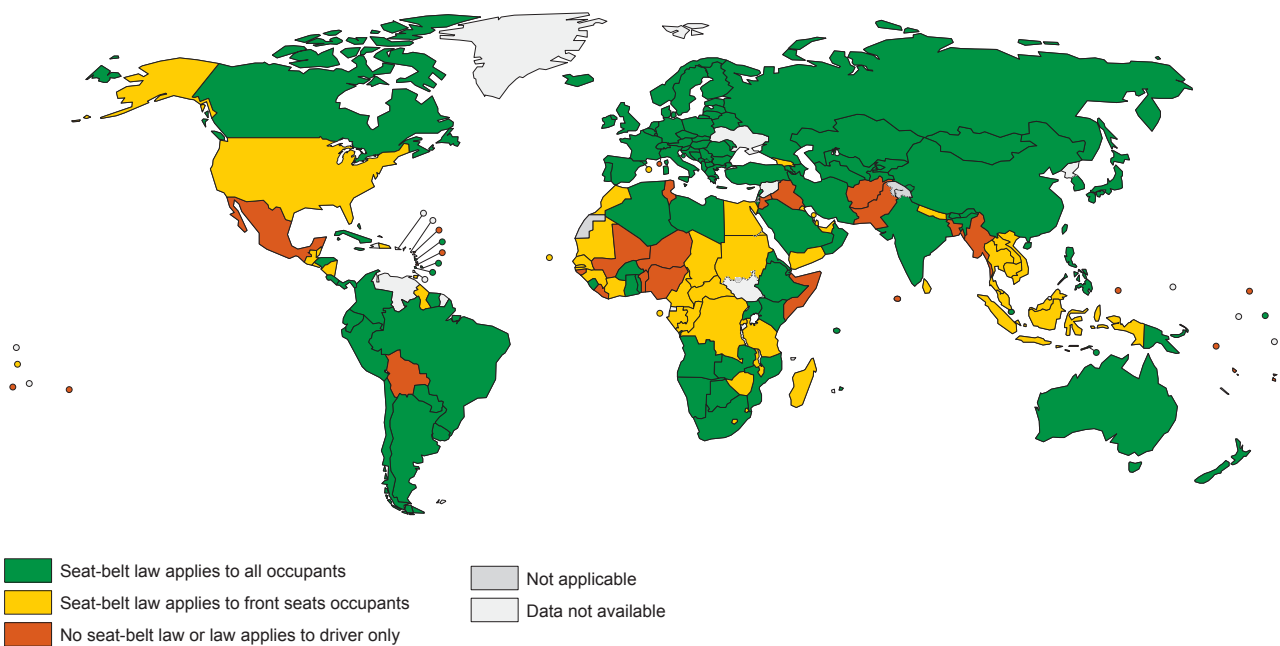 Seat-belt law applies to all occupants
Seat-belt law applies to front seats occupants
No seat-belt law or law applies to driver only
Not applicable
Data not available